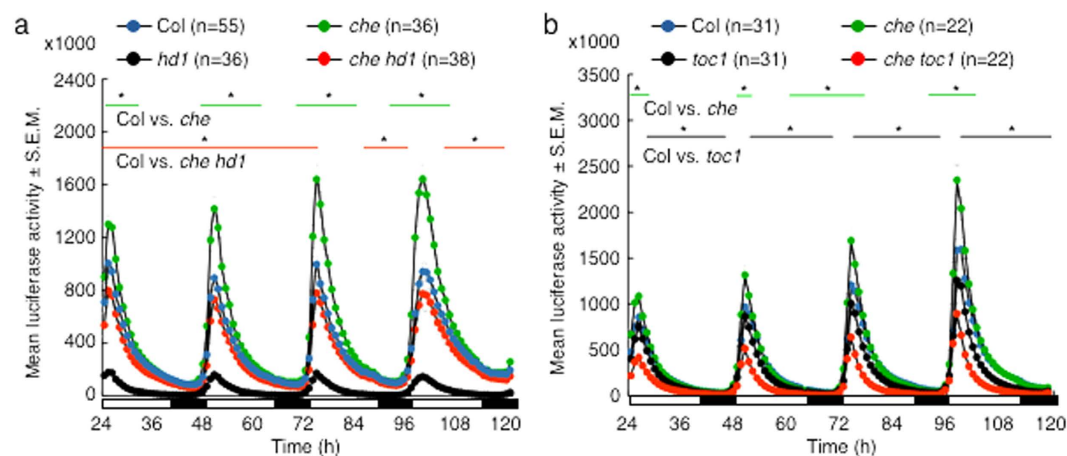 a
x1000
Col (n=55)
che (n=36)
hd1 (n=36)
che hd1 (n=38)
Mean luciferase activity ± S.E.M.
2400
2000
1600
1200
800
400
0
* * * *
Col vs. che
* * *
Col vs. che hd1
24 36 48 60 72 84 96 108 120
Time (h)
b
x1000
Col (n=31)
che (n=22)
toc1 (n=31)
che toc1 (n=22)
Mean luciferase activity ± S.E.M.
3500
3000
2500
2000
1500
1000
500
0
* * * *
Col vs. che
* * * *
Col vs. toc1
24 36 48 60 72 84 96 108 120
Time (h)